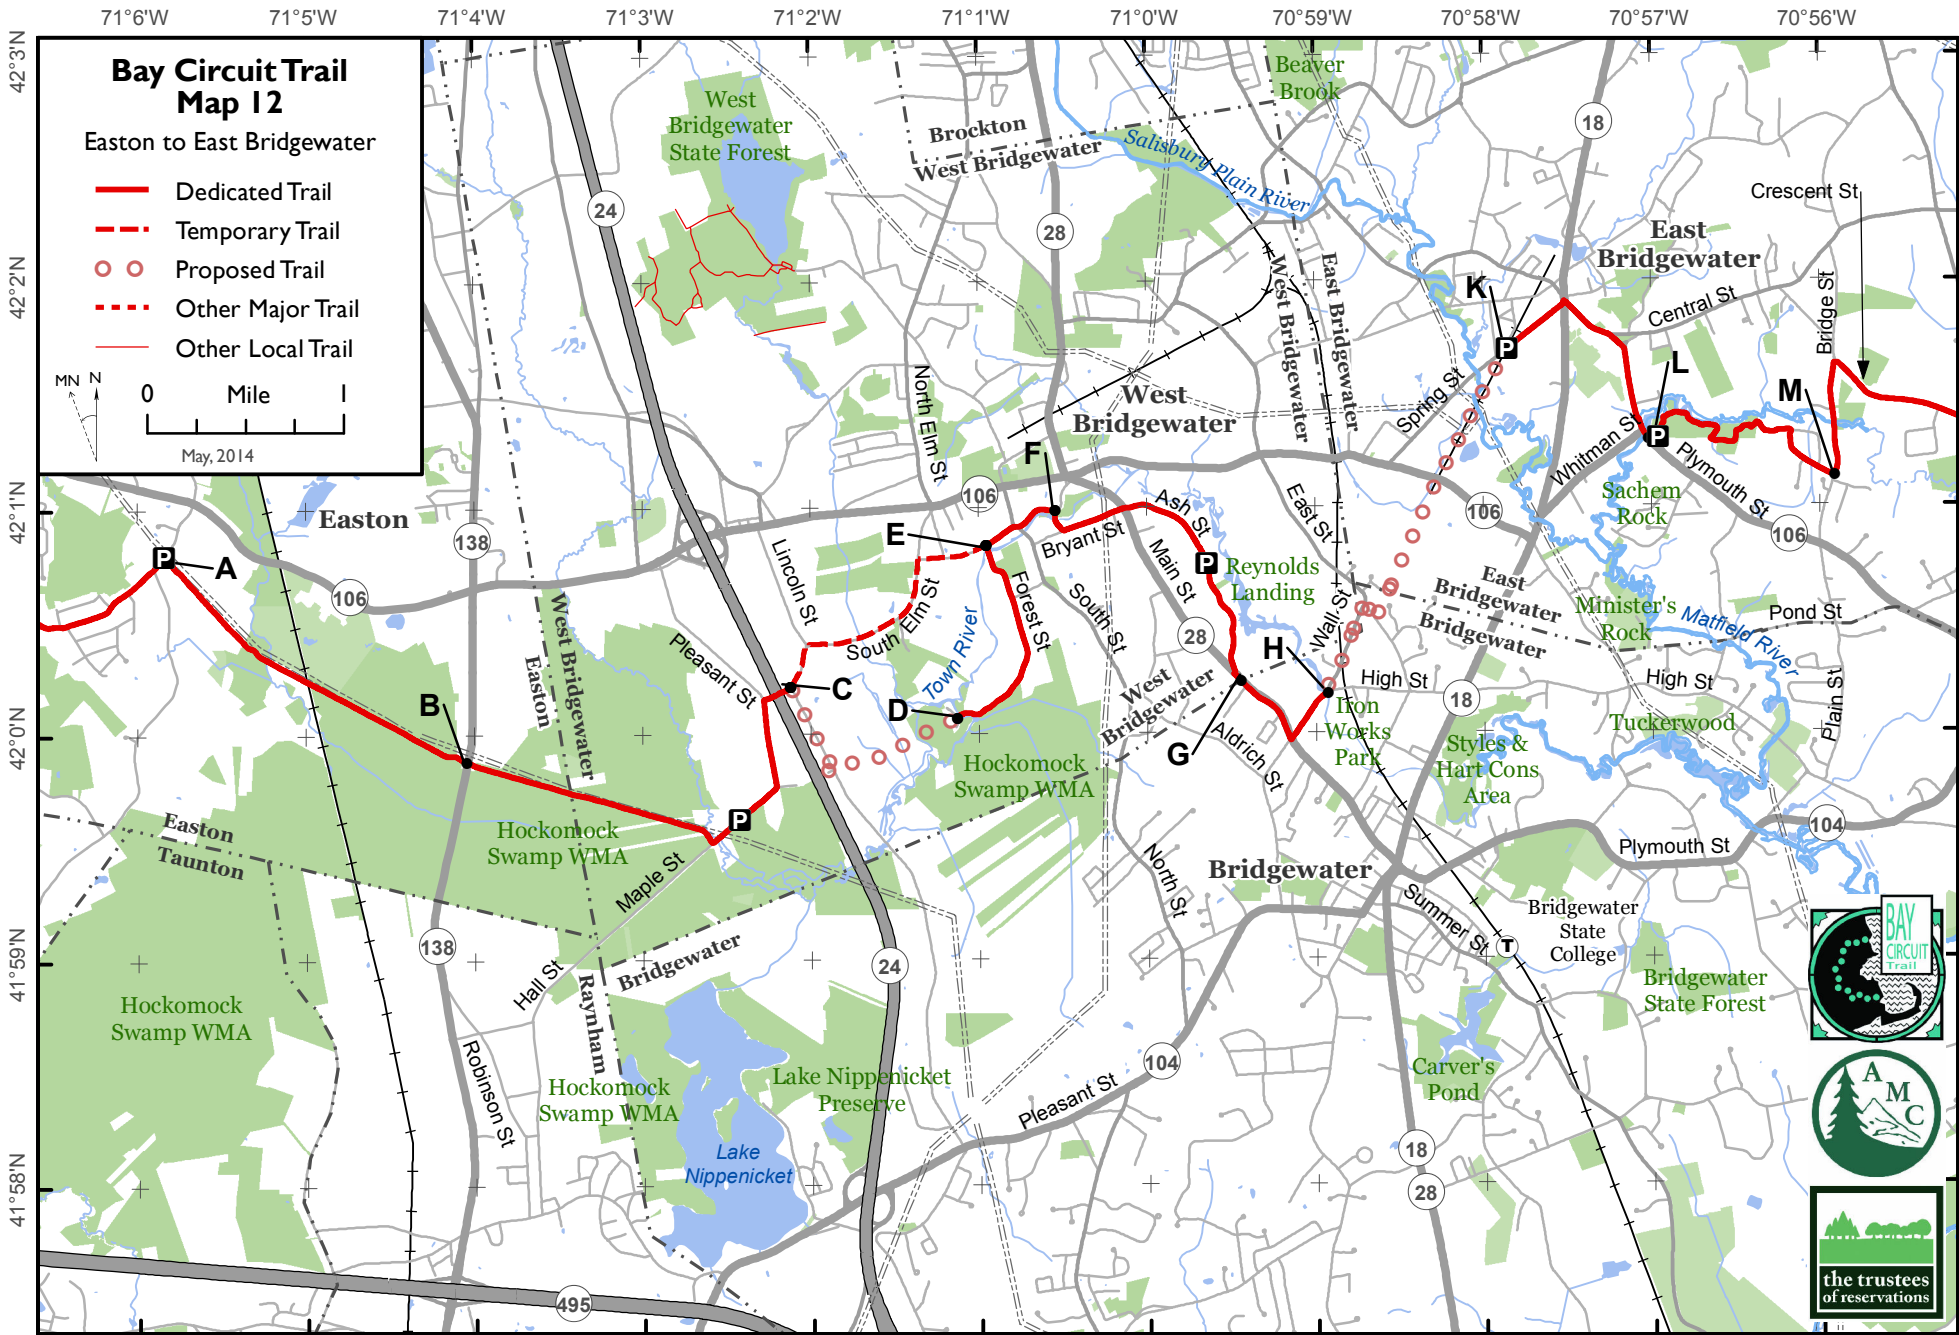 71°6'W 71°5'W 71°4'W 71°3'W 71°2'W 71°1'W 71°0'W 70°59'W 70°58'W 70°57'W 70°56'W
42°3'N
42°2'N
42°1'N
42°0'N
41°59'N
41°58'N
Bay Circuit Trail
Map 12
Easton to East Bridgewater
Dedicated Trail
Temporary Trail
Proposed Trail
Other Major Trail
Other Local Trail
MN N
0 Mile 1
May, 2014
West
Bridgewater
State Forest
Brockton
West Bridgewater
Beaver
Brook
Salisbury Plain River
24
28
18
Crescent St
East
Bridgewater
West Bridgewater
East Bridgewater
K
P
Central St
Bridge St
L
M
Spring St
North Elm St
West
Bridgewater
F
Whitman St
P
Plymouth St
Sachem
Rock
106
106
106
Easton
138
P
A
106
E
Lincoln St
Bryant St
Ash St
East St
P
Reynolds
Landing
Main St
East
Bridgewater
Bridgewater
Minister's
Rock
Matfield River
Pond St
West Bridgewater
Easton
South Elm St
Forest St
South St
Town River
28
Wall St
H
Pleasant St
C
D
West
Bridgewater
High St
18
High St
Tuckerwood
Plain St
B
G
Aldrich St
Iron
Works
Park
Styles &
Hart Cons
Area
Hockomock
Swamp WMA
P
Easton
Taunton
Hockomock
Swamp WMA
Maple St
104
Plymouth St
Bridgewater
North St
Summer St
T
Bridgewater
State
College
138
Hall St
Bridgewater
Raynham
24
Hockomock
Swamp WMA
Bridgewater
State Forest
BAY
CIRCUIT
Trail
Robinson St
Hockomock
Swamp WMA
Lake Nippenicket
Preserve
Pleasant St
104
Carver's
Pond
AMC
Lake
Nippenicket
18
28
495
the trustees
of reservations